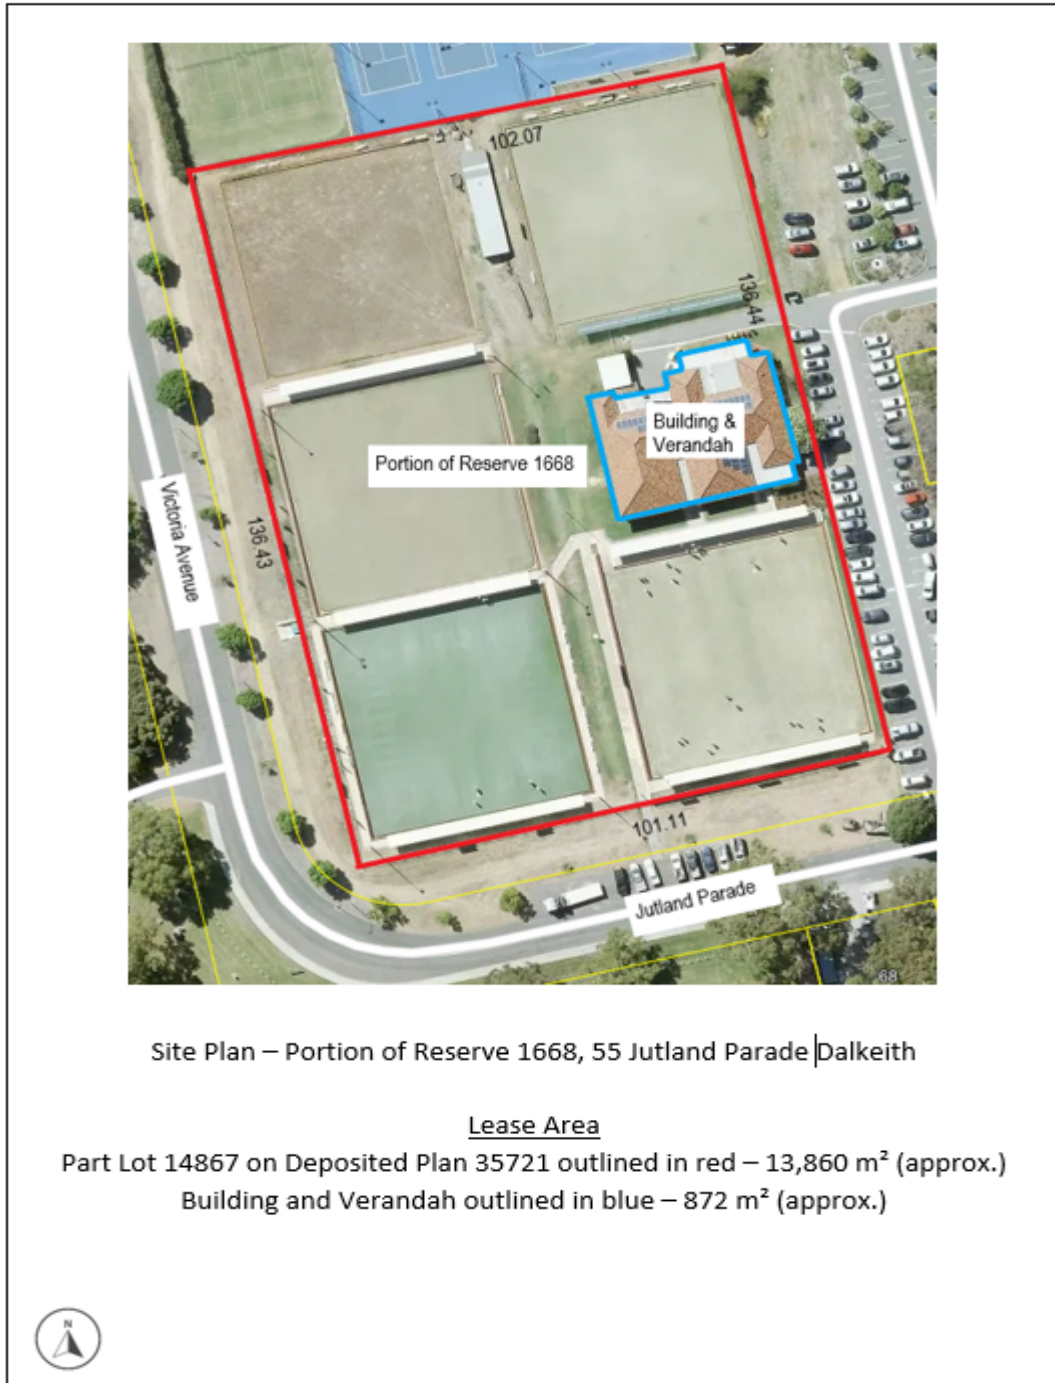 102.07
136.44
Building &
Verandah
Portion of Reserve 1668
Victoria Avenue
136.43
101.11
Jutland Parade
68
Site Plan – Portion of Reserve 1668, 55 Jutland Parade Dalkeith
Lease Area
Part Lot 14867 on Deposited Plan 35721 outlined in red – 13,860 m² (approx.)
Building and Verandah outlined in blue – 872 m² (approx.)
N